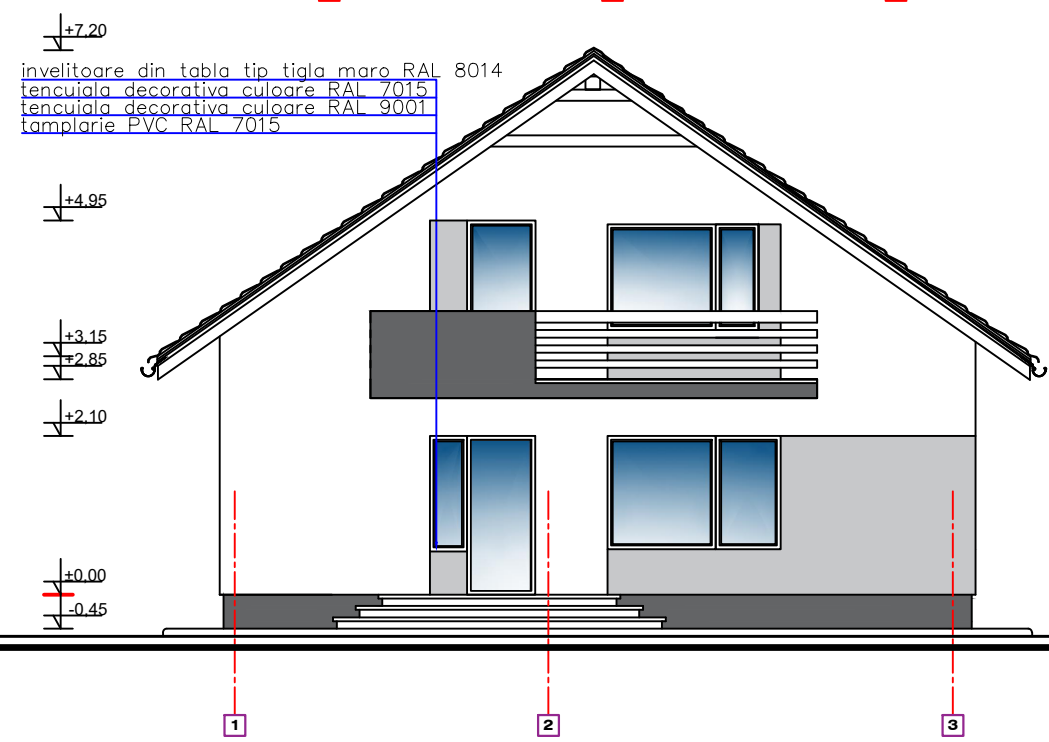 +7,20
invelitoare din tabla tip tigla maro RAL 8014
tencuiala decorativa culoare RAL 7015
tencuiala decorativa culoare RAL 9001
tamplarie PVC RAL 7015
+4,95
+3,15
+2,85
+2,10
±0,00
-0,45
1 2 3